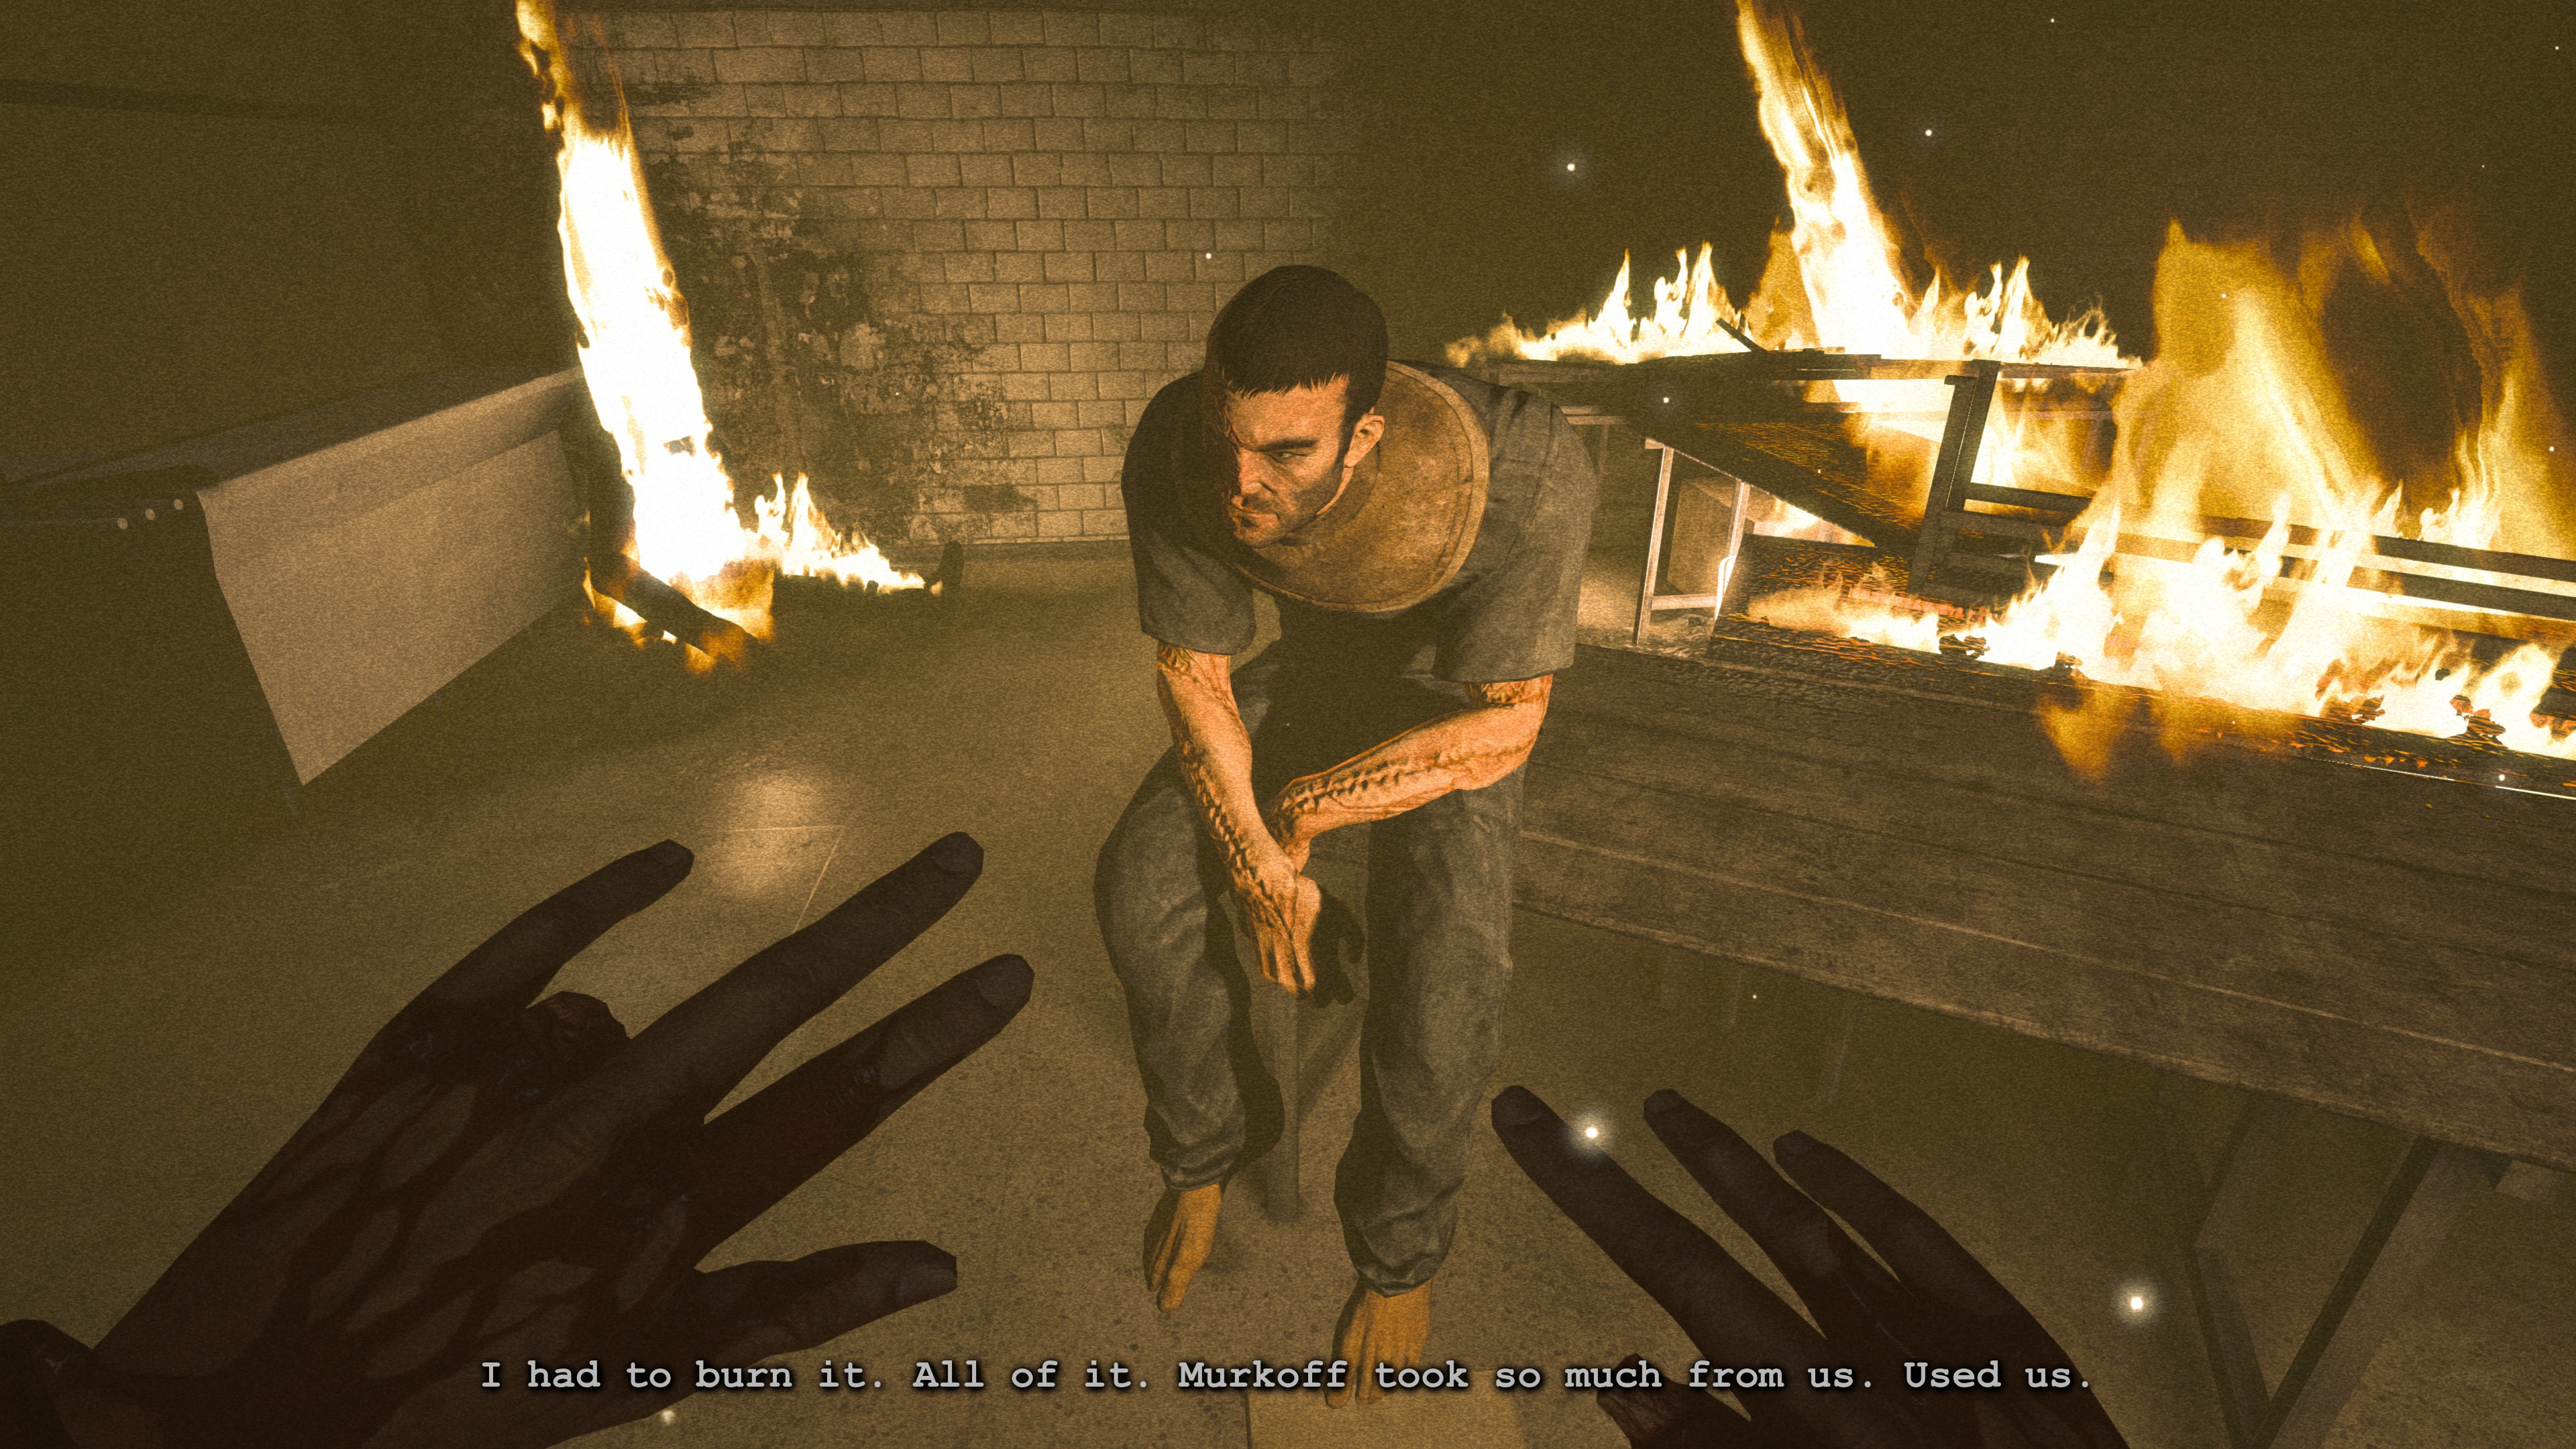 I had to burn it. All of it. Murkoff took so much from us. Used us.